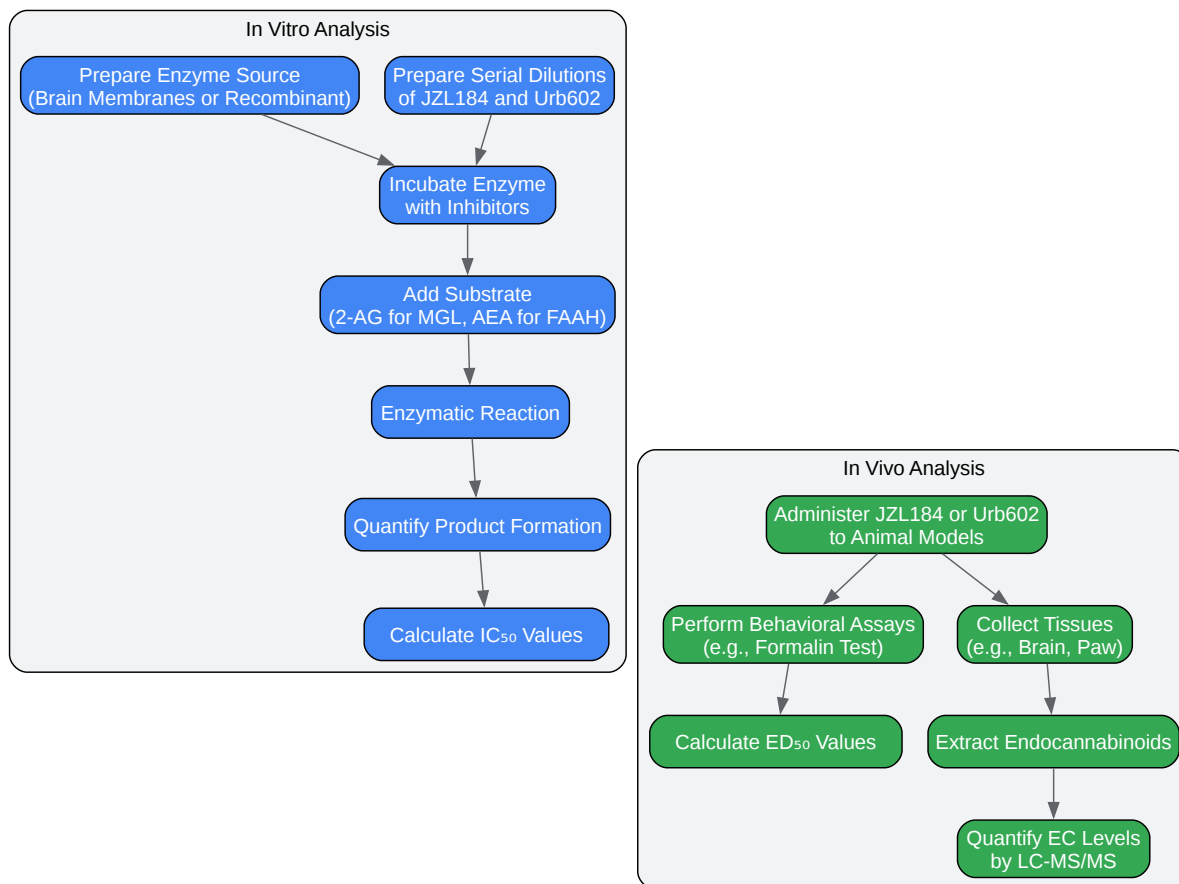 In Vitro Analysis
Prepare Enzyme Source
(Brain Membranes or Recombinant)
Prepare Serial Dilutions
of JZL184 and Urb602
Incubate Enzyme
with Inhibitors
Add Substrate
(2-AG for MGL, AEA for FAAH)
Enzymatic Reaction
Quantify Product Formation
Calculate IC₅₀ Values
In Vivo Analysis
Administer JZL184 or Urb602
to Animal Models
Perform Behavioral Assays
(e.g., Formalin Test)
Collect Tissues
(e.g., Brain, Paw)
Calculate ED₅₀ Values
Extract Endocannabinoids
Quantify EC Levels
by LC-MS/MS